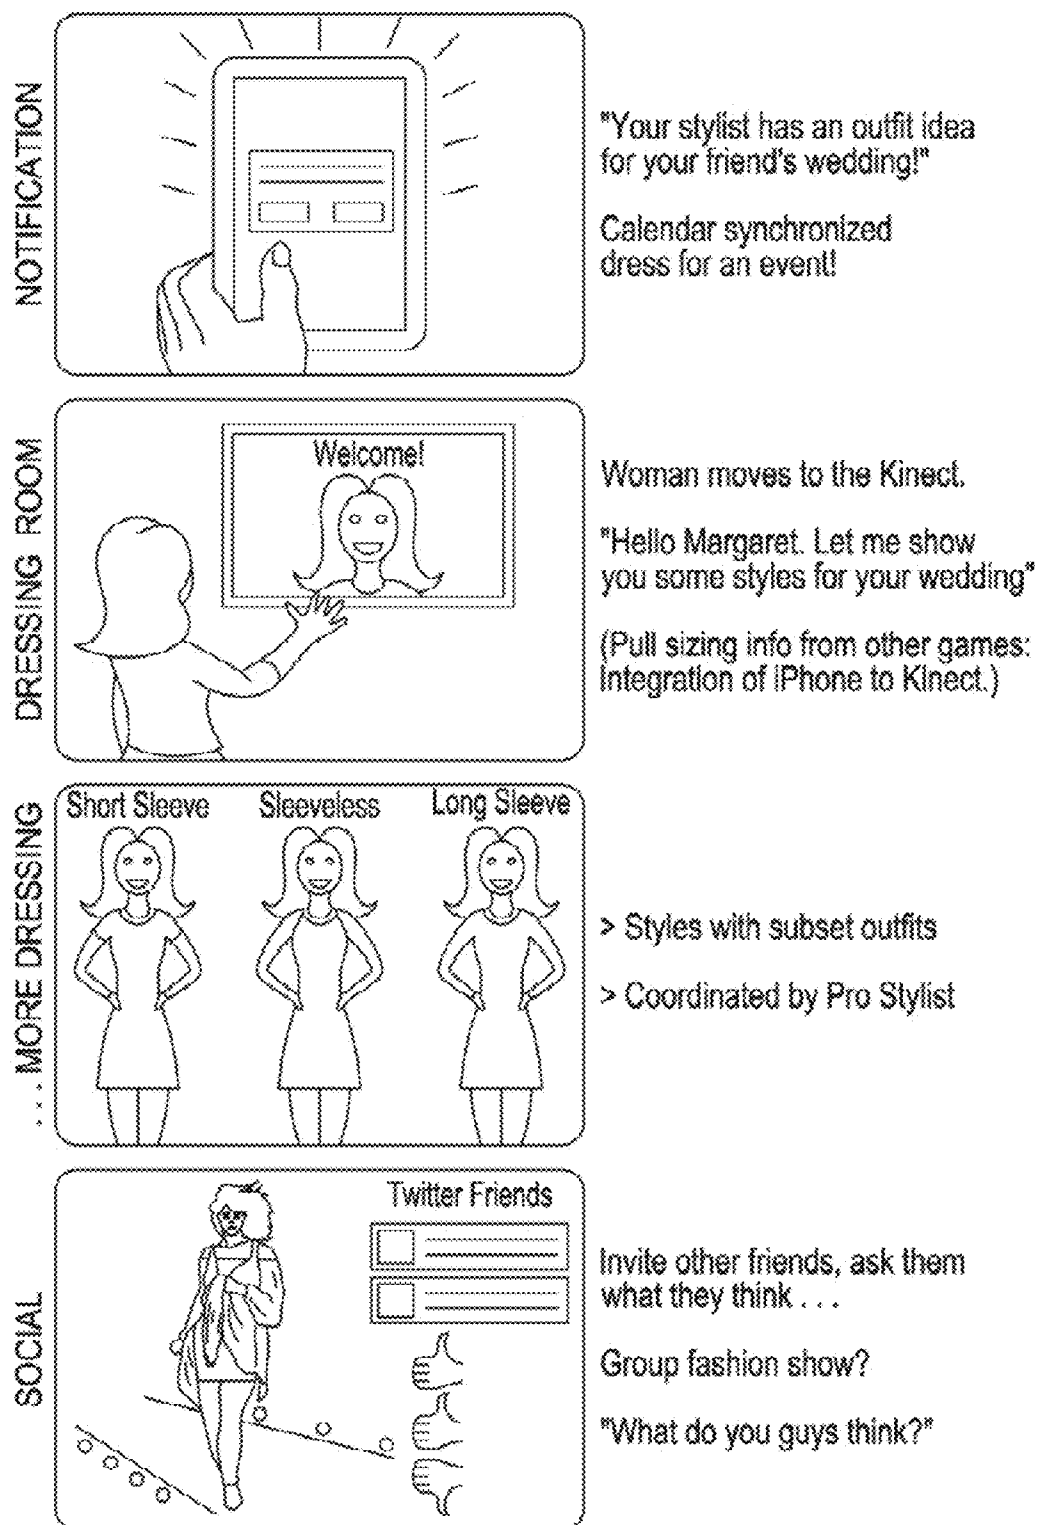 NOTIFICATION
"Your stylist has an outfit idea
for your friend's wedding!"
Calendar synchronized
dress for an event!
DRESSING ROOM
Welcome!
Woman moves to the Kinect.
"Hello Margaret. Let me show
you some styles for your wedding"
(Pull sizing info from other games:
Integration of iPhone to Kinect.)
. . . MORE DRESSING
Short Sleeve
Sleeveless
Long Sleeve
> Styles with subset outfits
> Coordinated by Pro Stylist
SOCIAL
Twitter Friends
Invite other friends, ask them
what they think . . .
Group fashion show?
"What do you guys think?"